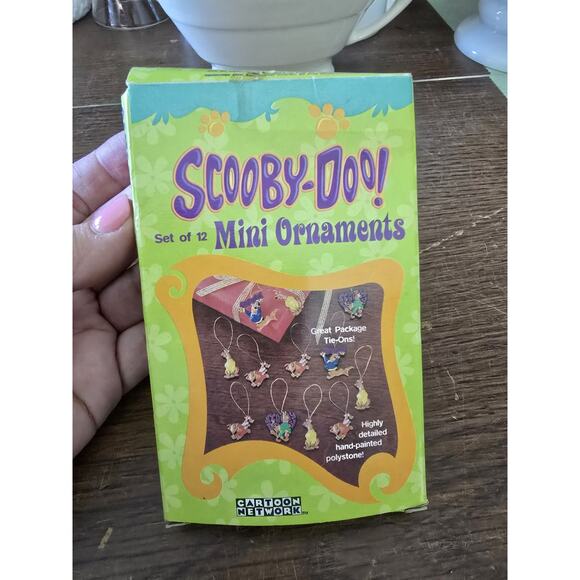 SCOOBY-DOO!
Set of 12 Mini Ornaments
Great Package
Tie-Ons!
Highly
detailed
hand-painted
polystone!
CARTOON
NETWORK